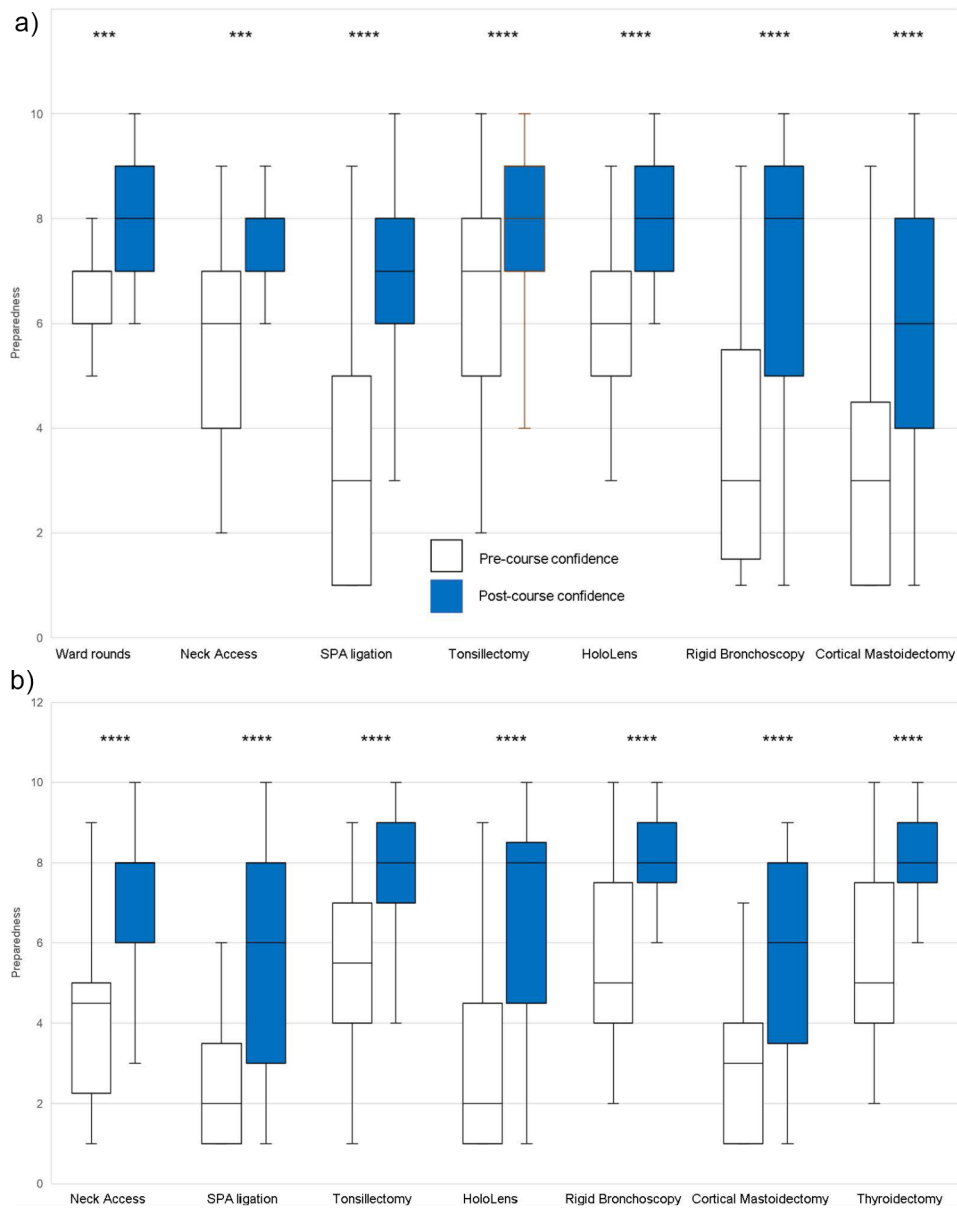 a)
*** *** **** **** **** **** ****
10
8
6
4
2
0
Preparedness
Pre-course confidence
Post-course confidence
Ward rounds Neck Access SPA ligation Tonsillectomy HoloLens Rigid Bronchoscopy Cortical Mastoidectomy
b)
12
**** **** **** **** **** **** ****
10
8
6
4
2
0
Preparedness
Neck Access SPA ligation Tonsillectomy HoloLens Rigid Bronchoscopy Cortical Mastoidectomy Thyroidectomy